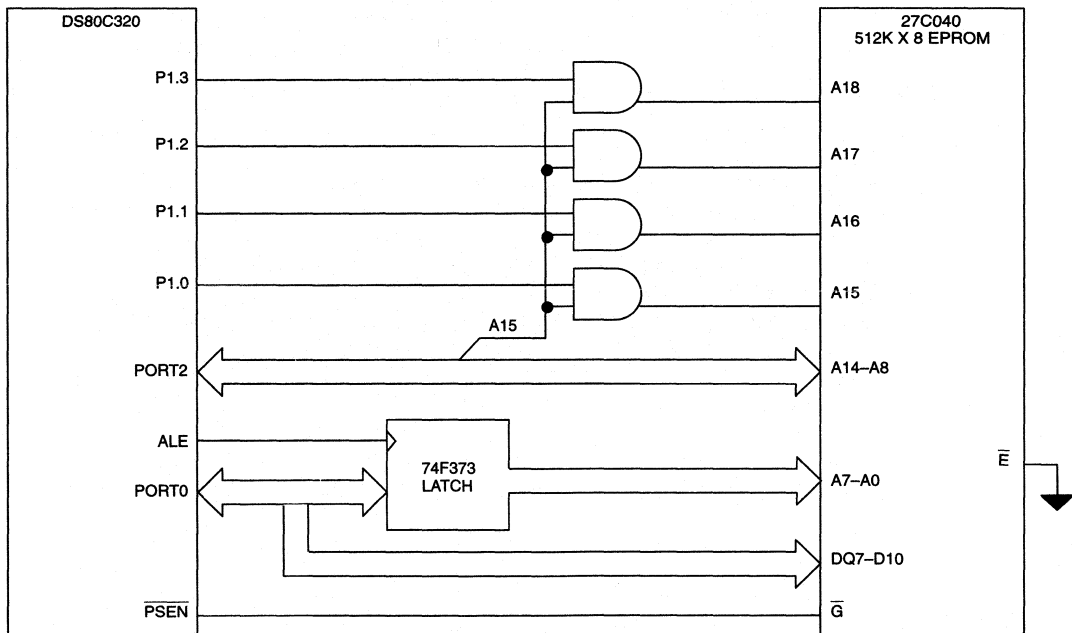 DS80C320
27C040
512K X 8 EPROM
P1.3
A18
P1.2
A17
P1.1
A16
P1.0
A15
A15
PORT2
A14–A8
ALE
74F373
LATCH
E
PORT0
A7–A0
DQ7–D10
PSEN
G